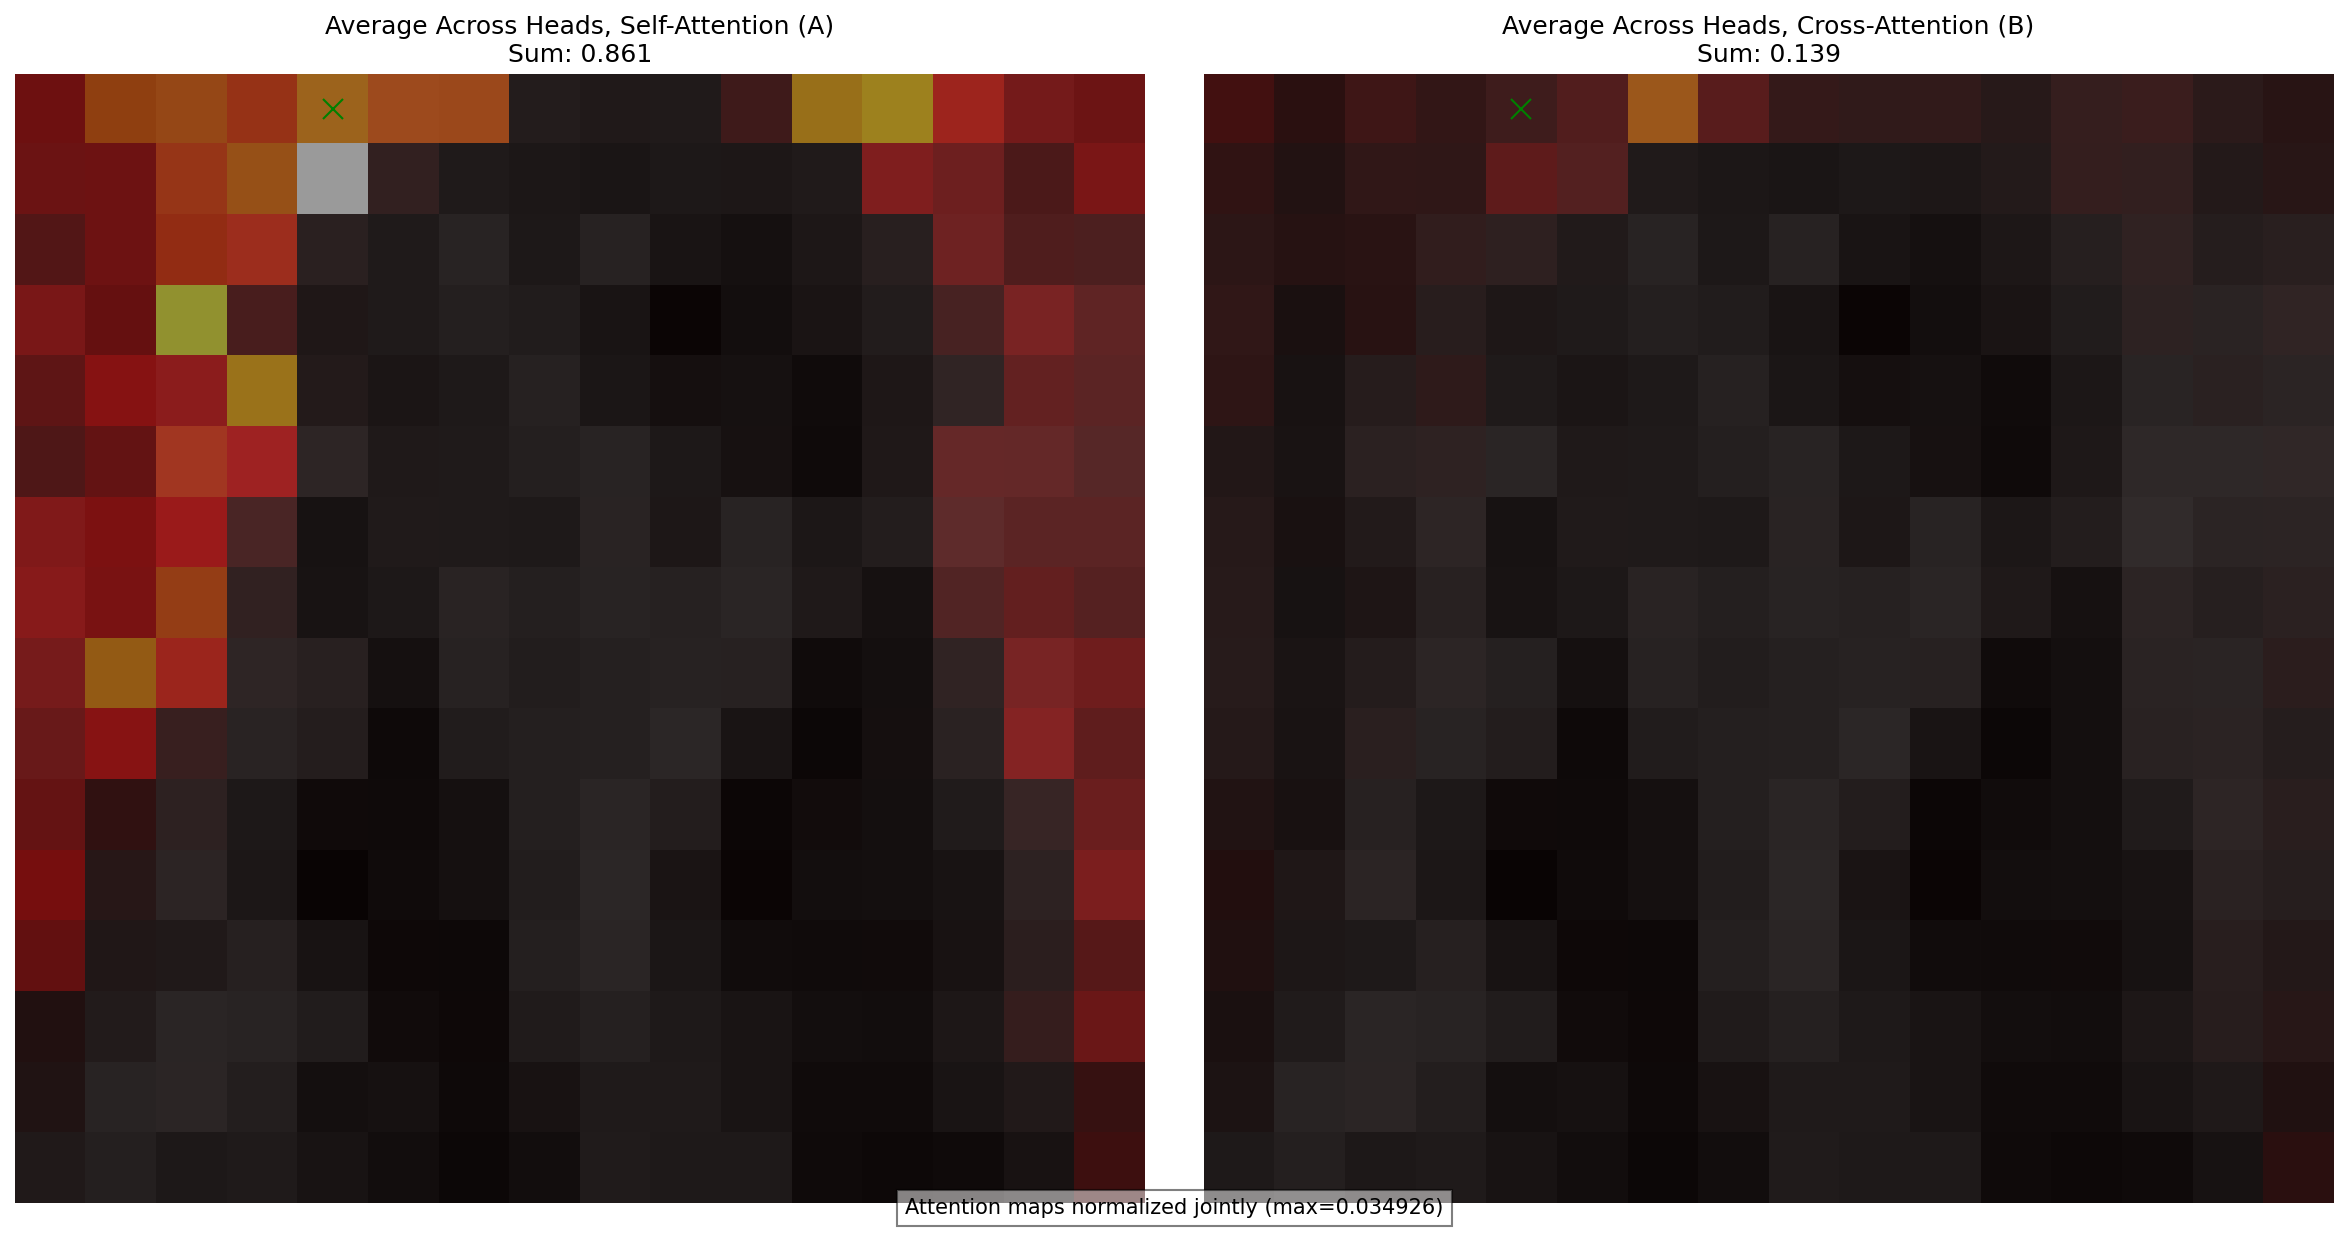 Average Across Heads, Self-Attention (A)
Sum: 0.861
Average Across Heads, Cross-Attention (B)
Sum: 0.139
Attention maps normalized jointly (max=0.034926)